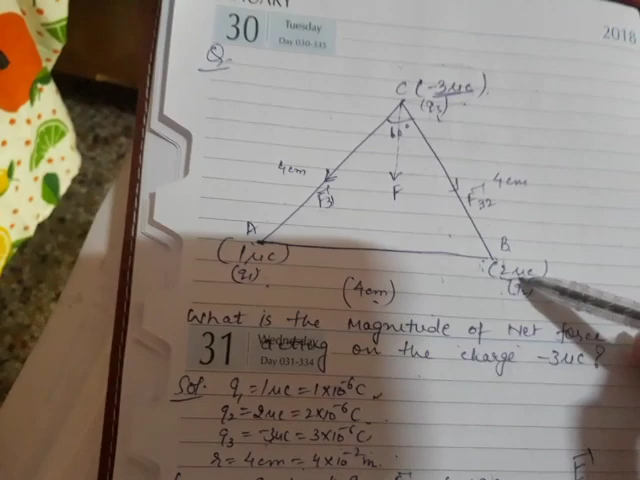 30
Tuesday
Day 030-335
2018
Q.
C (-3μc)
(q3)
60°
4cm
F31
F
4cm
F32
A
(1μc)
(q1)
B
(2μc)
(4cm)
What is the Magnitude of Net force
acting on the charge -3μc?
31
Wednesday
Day 031-334
Sol: q1 = 1μc = 1×10⁻⁶C
q2 = 2μc = 2×10⁻⁶C
q3 = -3μc = 3×10⁻⁶C
r = 4cm = 4×10⁻²m